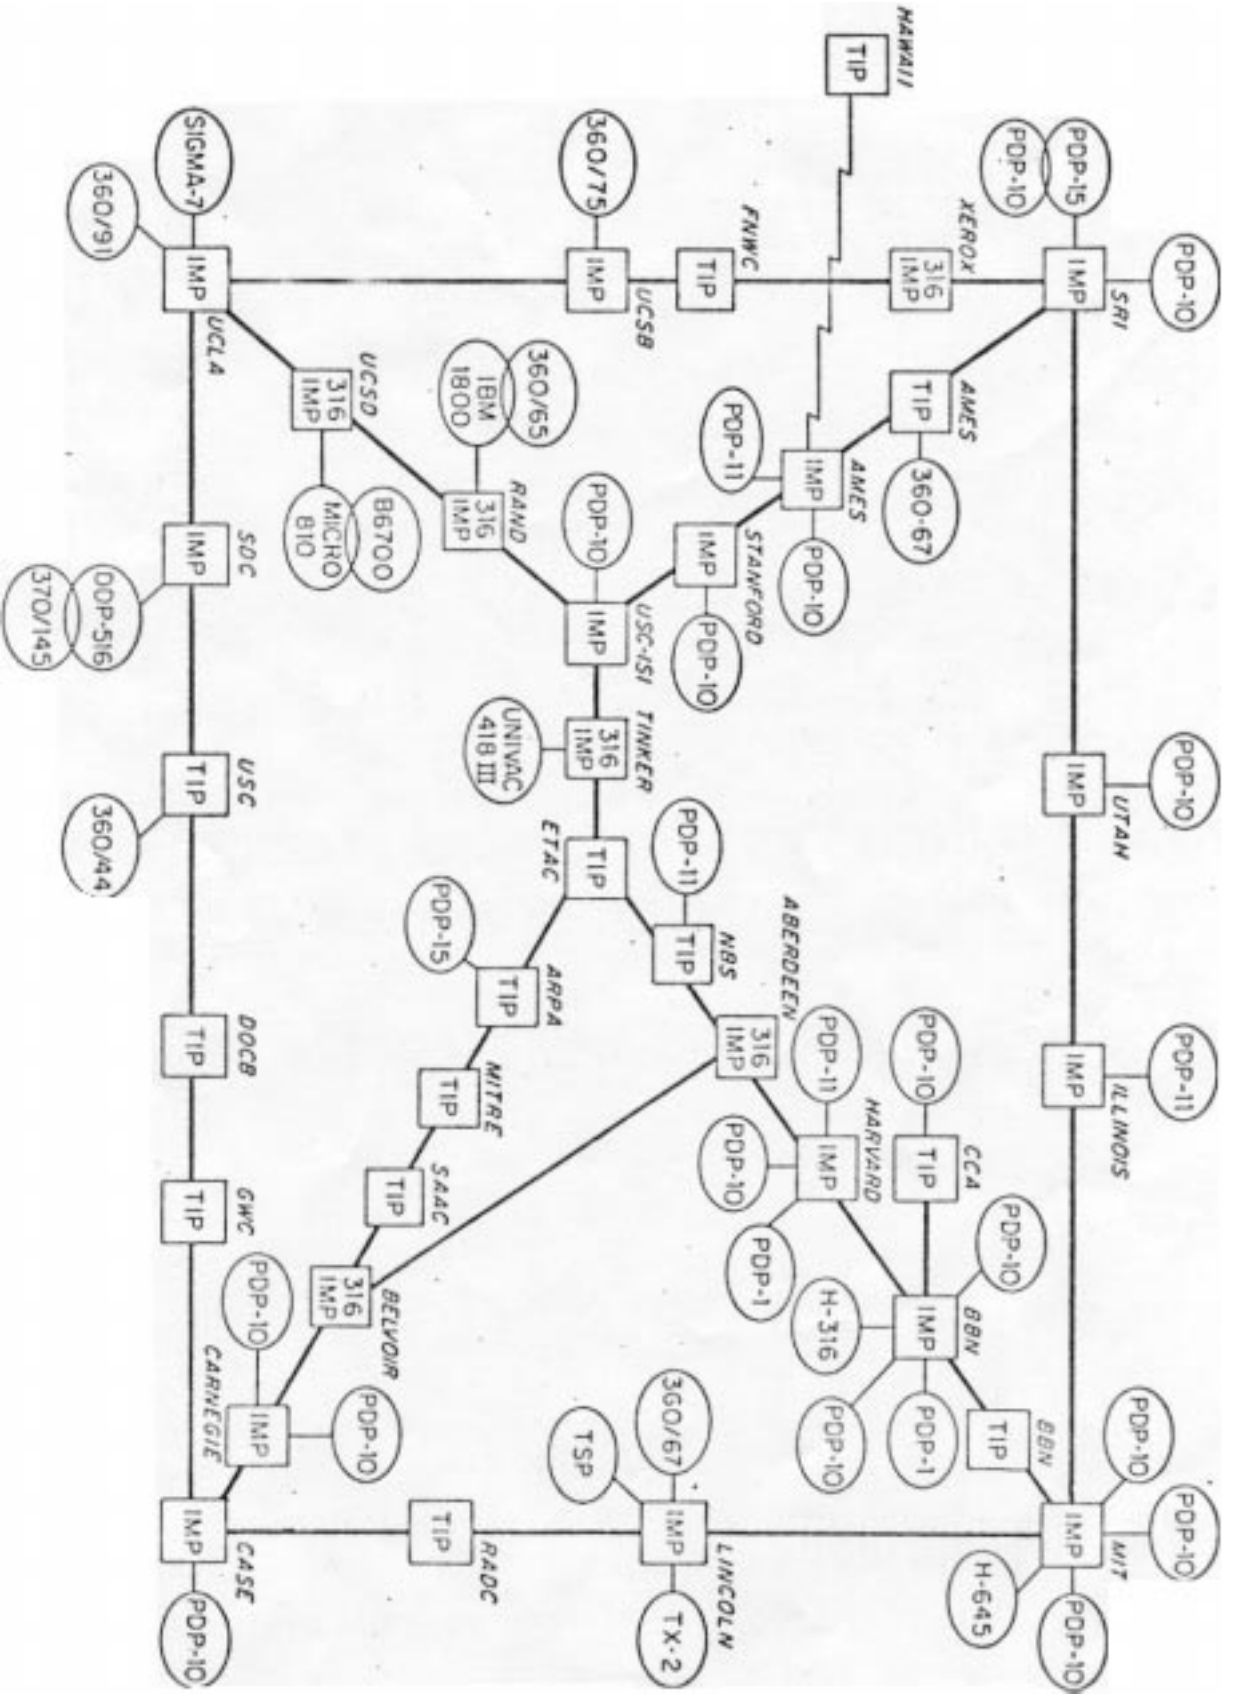 PDP-10
PDP-10
PDP-11
PDP-10
PDP-10
PDP-15
PDP-10
SRI
IMP
UTAH
IMP
ILLINOIS
IMP
MIT
IMP
PDP-10
H-645
PDP-10
XEROX
316
IMP
AMES
TIP
360-67
PDP-10
CCA
TIP
BBN
IMP
BBN
TIP
PDP-1
PDP-10
H-316
HAWAII
TIP
AMES
IMP
PDP-11
PDP-10
PDP-11
HARVARD
IMP
PDP-10
PDP-1
FNWC
TIP
STANFORD
IMP
PDP-10
ABERDEEN
316
IMP
PDP-11
NBS
TIP
360/75
UCSB
IMP
PDP-10
USC-ISI
IMP
TINKER
316
IMP
UNIVAC
418 III
ETAC
TIP
LINCOLN
IMP
360/67
TSP
TX-2
360/65
IBM
1800
RAND
316
IMP
PDP-15
ARPA
TIP
MITRE
TIP
SAAC
TIP
BELVOIR
316
IMP
RADC
TIP
UCSD
316
IMP
B6700
MICRO
810
PDP-10
CARNEGIE
IMP
PDP-10
SIGMA-7
UCLA
IMP
360/91
SDC
IMP
DDP-516
370/145
USC
TIP
360/44
DOCB
TIP
GWC
TIP
CASE
IMP
PDP-10